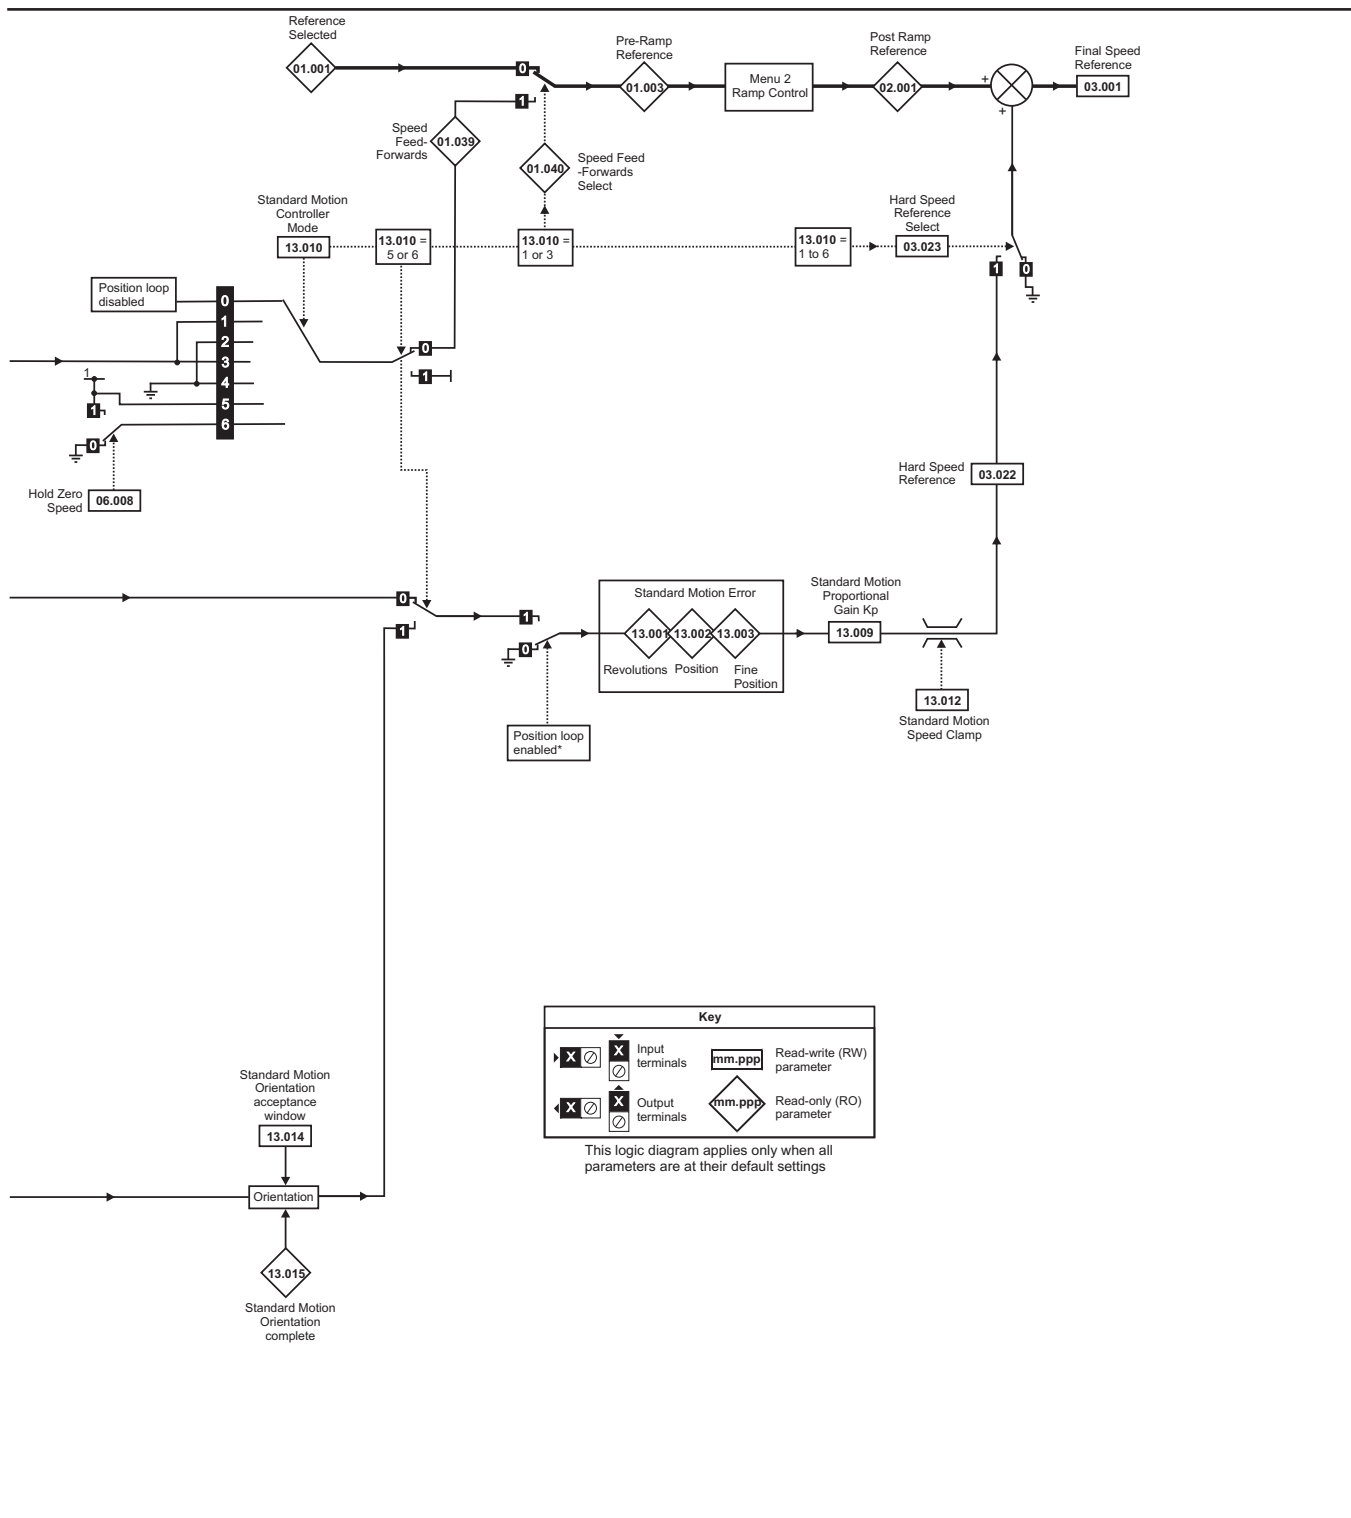 Reference
Selected
01.001
0
1
Pre-Ramp
Reference
01.003
Menu 2
Ramp Control
Post Ramp
Reference
02.001
+
+
Final Speed
Reference
03.001
Speed
Feed-
Forwards
01.039
01.040
Speed Feed
-Forwards
Select
Standard Motion
Controller
Mode
13.010
13.010 =
5 or 6
13.010 =
1 or 3
13.010 =
1 to 6
Hard Speed
Reference
Select
03.023
1
0
Position loop
disabled
0
1
2
3
4
5
6
0
1
1
1
0
Hold Zero
Speed
06.008
Hard Speed
Reference
03.022
0
1
1
0
Position loop
enabled*
Standard Motion Error
13.001
13.002
13.003
Revolutions
Position
Fine
Position
Standard Motion
Proportional
Gain Kp
13.009
13.012
Standard Motion
Speed Clamp
Key
X
X
Input
terminals
mm.ppp
Read-write (RW)
parameter
X
X
Output
terminals
mm.ppp
Read-only (RO)
parameter
This logic diagram applies only when all
parameters are at their default settings
Standard Motion
Orientation
acceptance
window
13.014
Orientation
13.015
Standard Motion
Orientation
complete